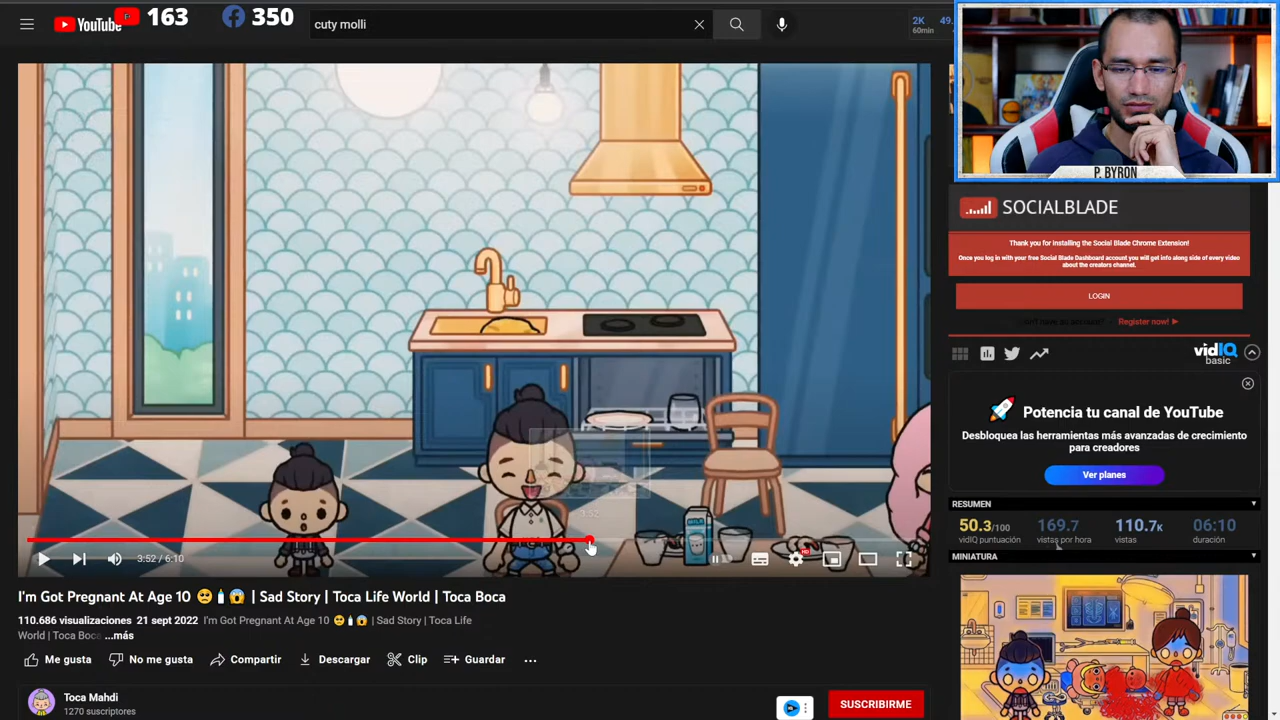 YouTube
163
350
cuty molli
2K
60min
49.
P. BYRON
SOCIALBLADE
Thank you for installing the Social Blade Chrome Extension!
Once you log in with your free Social Blade Dashboard account you will get info along side of every video
about the creators channel.
LOGIN
Register now!
vidIQ
basic
Potencia tu canal de YouTube
Desbloquea las herramientas más avanzadas de crecimiento
para creadores
Ver planes
RESUMEN
50.3/100
vidIQ puntuación
169.7
vistas por hora
110.7K
vistas
06:10
duración
MINIATURA
MILK
3:52
3:52 / 6:10
HD
I'm Got Pregnant At Age 10 🥺🍼😱 | Sad Story | Toca Life World | Toca Boca
110.686 visualizaciones 21 sept 2022 I'm Got Pregnant At Age 10 🥺🍼😱 | Sad Story | Toca Life
World | Toca Boca ...más
Me gusta
No me gusta
Compartir
Descargar
Clip
Guardar
Toca Mahdi
1270 suscriptores
SUSCRIBIRME